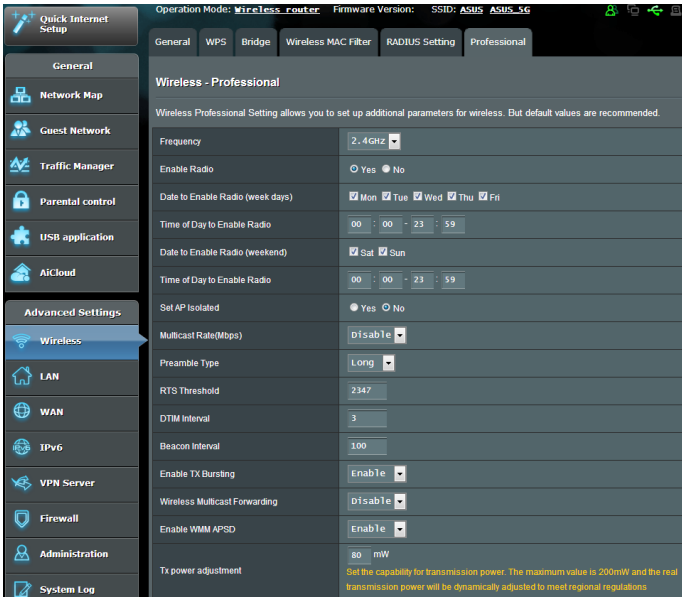 Quick Internet
Setup
Operation Mode: Wireless router Firmware Version: SSID: ASUS ASUS_5G
General WPS Bridge Wireless MAC Filter RADIUS Setting Professional
General
Network Map
Guest Network
Traffic Manager
Parental control
USB application
AiCloud
Advanced Settings
Wireless
LAN
WAN
IPv6
VPN Server
Firewall
Administration
System Log
Wireless - Professional
Wireless Professional Setting allows you to set up additional parameters for wireless. But default values are recommended.
Frequency 2.4GHz
Enable Radio Yes No
Date to Enable Radio (week days) Mon Tue Wed Thu Fri
Time of Day to Enable Radio 00 : 00 - 23 : 59
Date to Enable Radio (weekend) Sat Sun
Time of Day to Enable Radio 00 : 00 - 23 : 59
Set AP Isolated Yes No
Multicast Rate(Mbps) Disable
Preamble Type Long
RTS Threshold 2347
DTIM Interval 3
Beacon Interval 100
Enable TX Bursting Enable
Wireless Multicast Forwarding Disable
Enable WMM APSD Enable
Tx power adjustment 80 mW
Set the capability for transmission power. The maximum value is 200mW and the real
transmission power will be dynamically adjusted to meet regional regulations